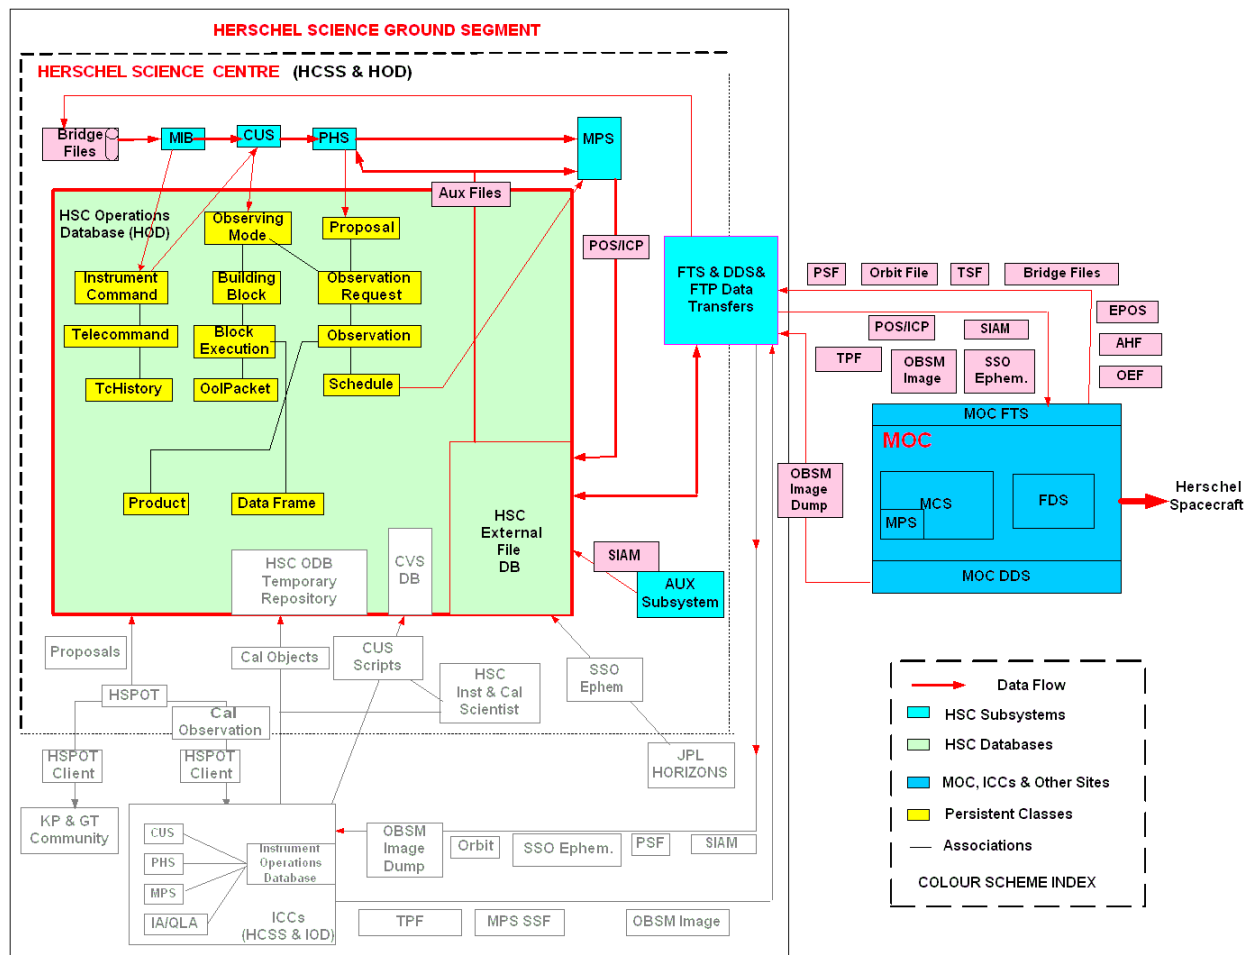 HERSCHEL SCIENCE GROUND SEGMENT
HERSCHEL SCIENCE CENTRE (HCSS & HOD)
Bridge
Files
MIB
CUS
PHS
MPS
Aux Files
HSC Operations
Database (HOD)
Observing
Mode
Proposal
POS/ICP
Instrument
Command
Building
Block
Observation
Request
Telecommand
Block
Execution
Observation
TcHistory
OolPacket
Schedule
Product
Data Frame
HSC
External
File
DB
HSC ODB
Temporary
Repository
CVS
DB
SIAM
AUX
Subsystem
FTS & DDS&
FTP Data
Transfers
PSF
Orbit File
TSF
Bridge Files
EPOS
POS/ICP
SIAM
AHF
TPF
OBSM
Image
SSO
Ephem.
OEF
MOC FTS
MOC
MCS
MPS
FDS
MOC DDS
OBSM
Image
Dump
Herschel
Spacecraft
Proposals
Cal Objects
CUS
Scripts
HSC
Inst & Cal
Scientist
SSO
Ephem
HSPOT
Cal
Observation
HSPOT
Client
HSPOT
Client
JPL
HORIZONS
KP & GT
Community
CUS
PHS
MPS
IA/QLA
Instrument
Operations
Database
ICCs
(HCSS & IOD)
OBSM
Image
Dump
Orbit
SSO Ephem.
PSF
SIAM
TPF
MPS SSF
OBSM Image
Data Flow
HSC Subsystems
HSC Databases
MOC, ICCs & Other Sites
Persistent Classes
Associations
COLOUR SCHEME INDEX